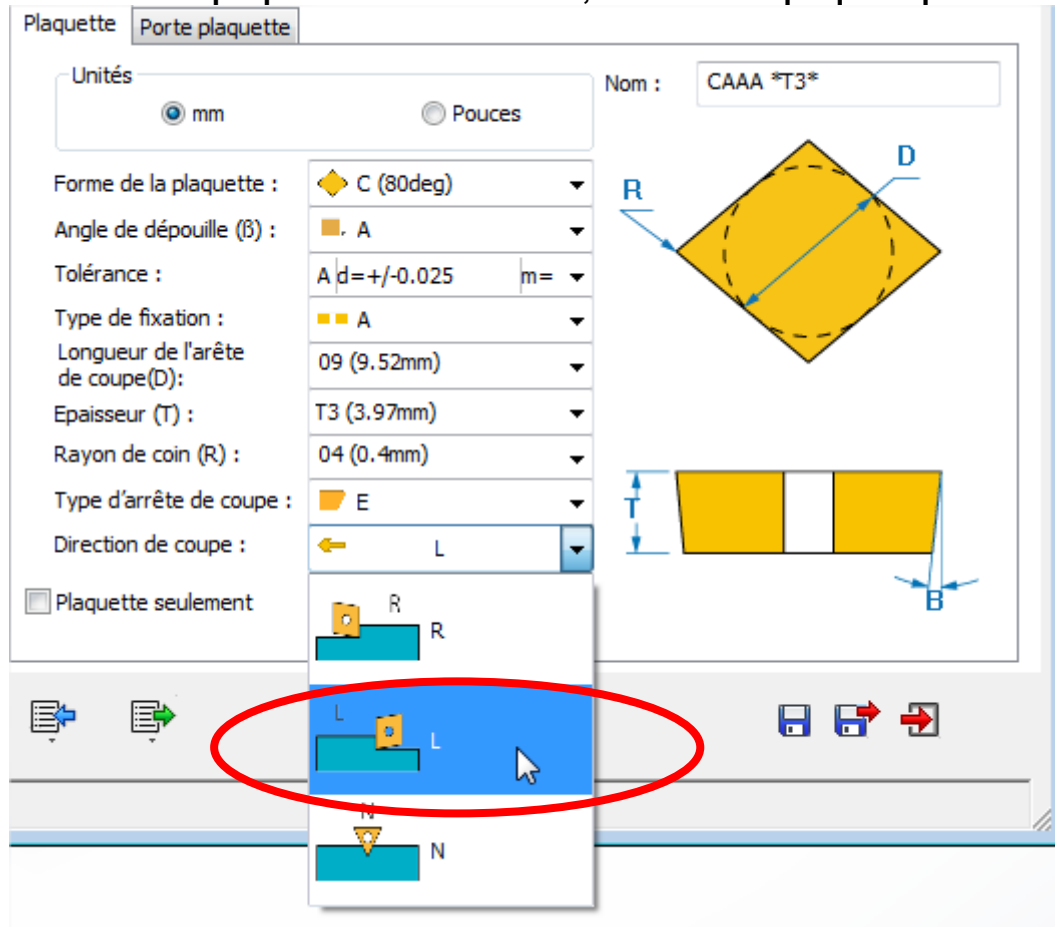 Plaquette Porte plaquette
Unités
mm Pouces
Nom : CAAA *T3*
Forme de la plaquette : C (80deg)
Angle de dépouille (β) : A
Tolérance : A d=+/-0.025 m=
Type de fixation : A
Longueur de l'arête
de coupe(D): 09 (9.52mm)
Epaisseur (T) : T3 (3.97mm)
Rayon de coin (R) : 04 (0.4mm)
Type d’arrête de coupe : E
Direction de coupe : L
Plaquette seulement
R
R
L
L
N
N
D
R
T
B